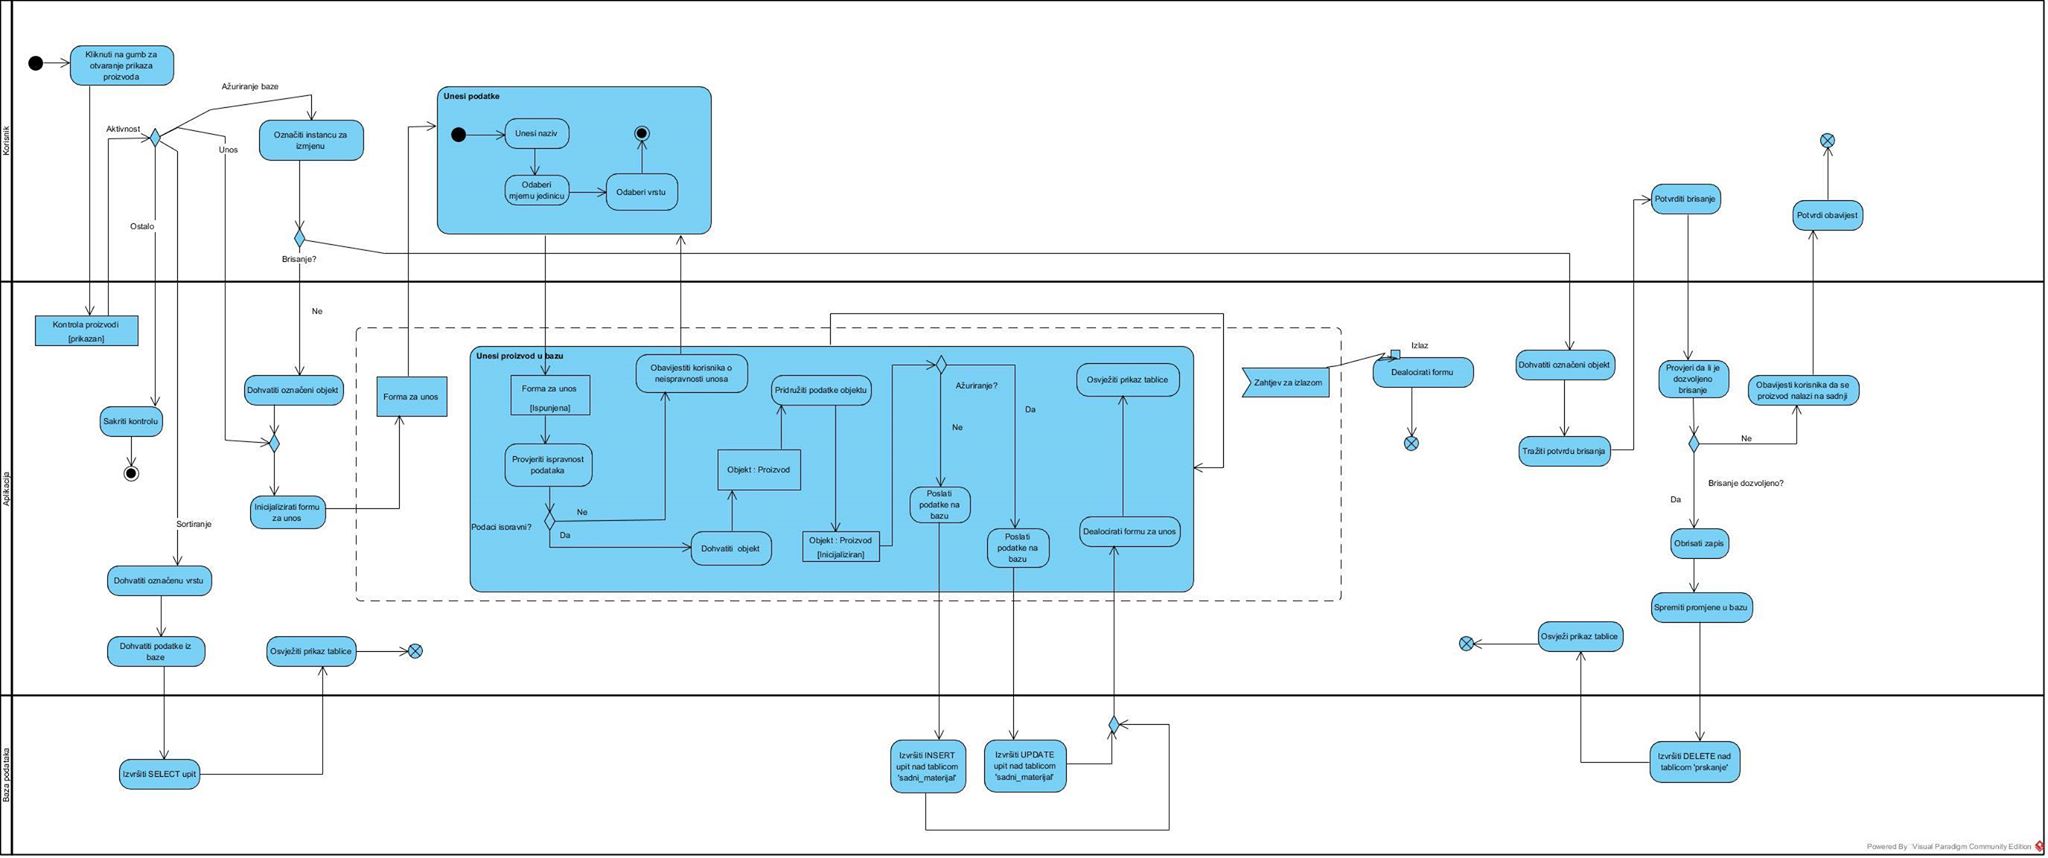 Korisnik
Kliknuti na gumb za
otvaranje prikaza
proizvoda
Ažuriranje baze
Aktivnost
Unos
Označiti instancu za
izmjenu
Ostalo
Brisanje?
Unesi podatke
Unesi naziv
Odaberi
mjernu jedinicu
Odaberi vrstu
Potvrditi brisanje
Potvrdi obavijest
Aplikacija
Kontrola proizvodi
[prikazan]
Ne
Dohvatiti označeni objekt
Sakriti kontrolu
Inicijalizirati formu
za unos
Sortiranje
Dohvatiti označenu vrstu
Dohvatiti podatke iz
baze
Osvježiti prikaz tablice
Forma za unos
Unesi proizvod u bazu
Forma za unos
[Ispunjena]
Provjeriti ispravnost
podataka
Podaci ispravni?
Ne
Da
Obavijestiti korisnika o
neispravnosti unosa
Dohvatiti objekt
Objekt : Proizvod
Pridružiti podatke objektu
Objekt : Proizvod
[Inicijaliziran]
Ažuriranje?
Ne
Da
Poslati
podatke na
bazu
Poslati
podatke na
bazu
Osvježiti prikaz tablice
Dealocirati formu za unos
Zahtjev za izlazom
Izlaz
Dealocirati formu
Dohvatiti označeni objekt
Tražiti potvrdu brisanja
Provjeri da li je
dozvoljeno
brisanje
Obavijesti korisnika da se
proizvod nalazi na sadnji
Ne
Brisanje dozvoljeno?
Da
Obrisati zapis
Spremiti promjene u bazu
Osvježi prikaz tablice
Baza podataka
Izvršiti SELECT upit
Izvršiti INSERT
upit nad tablicom
'sadni_materijal'
Izvršiti UPDATE
upit nad tablicom
'sadni_materijal'
Izvršiti DELETE nad
tablicom 'prskanje'
Powered By Visual Paradigm Community Edition